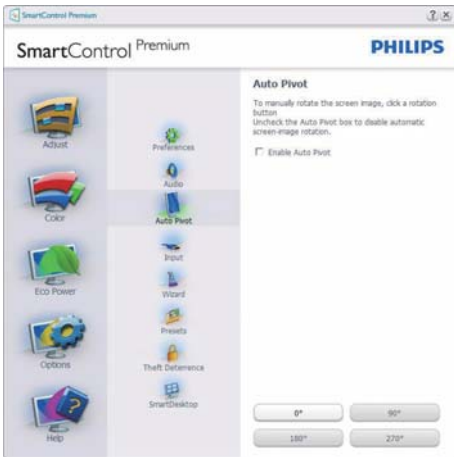 SmartControl Premium
SmartControl Premium
PHILIPS
Adjust
Color
Eco Power
Options
Help
Preferences
Audio
Auto Pivot
Input
Wizard
Presets
Theft Deterrence
SmartDesktop
Auto Pivot
To manually rotate the screen image, click a rotation
button
Uncheck the Auto Pivot box to disable automatic
screen-image rotation.
Enable Auto Pivot
0°
90°
180°
270°